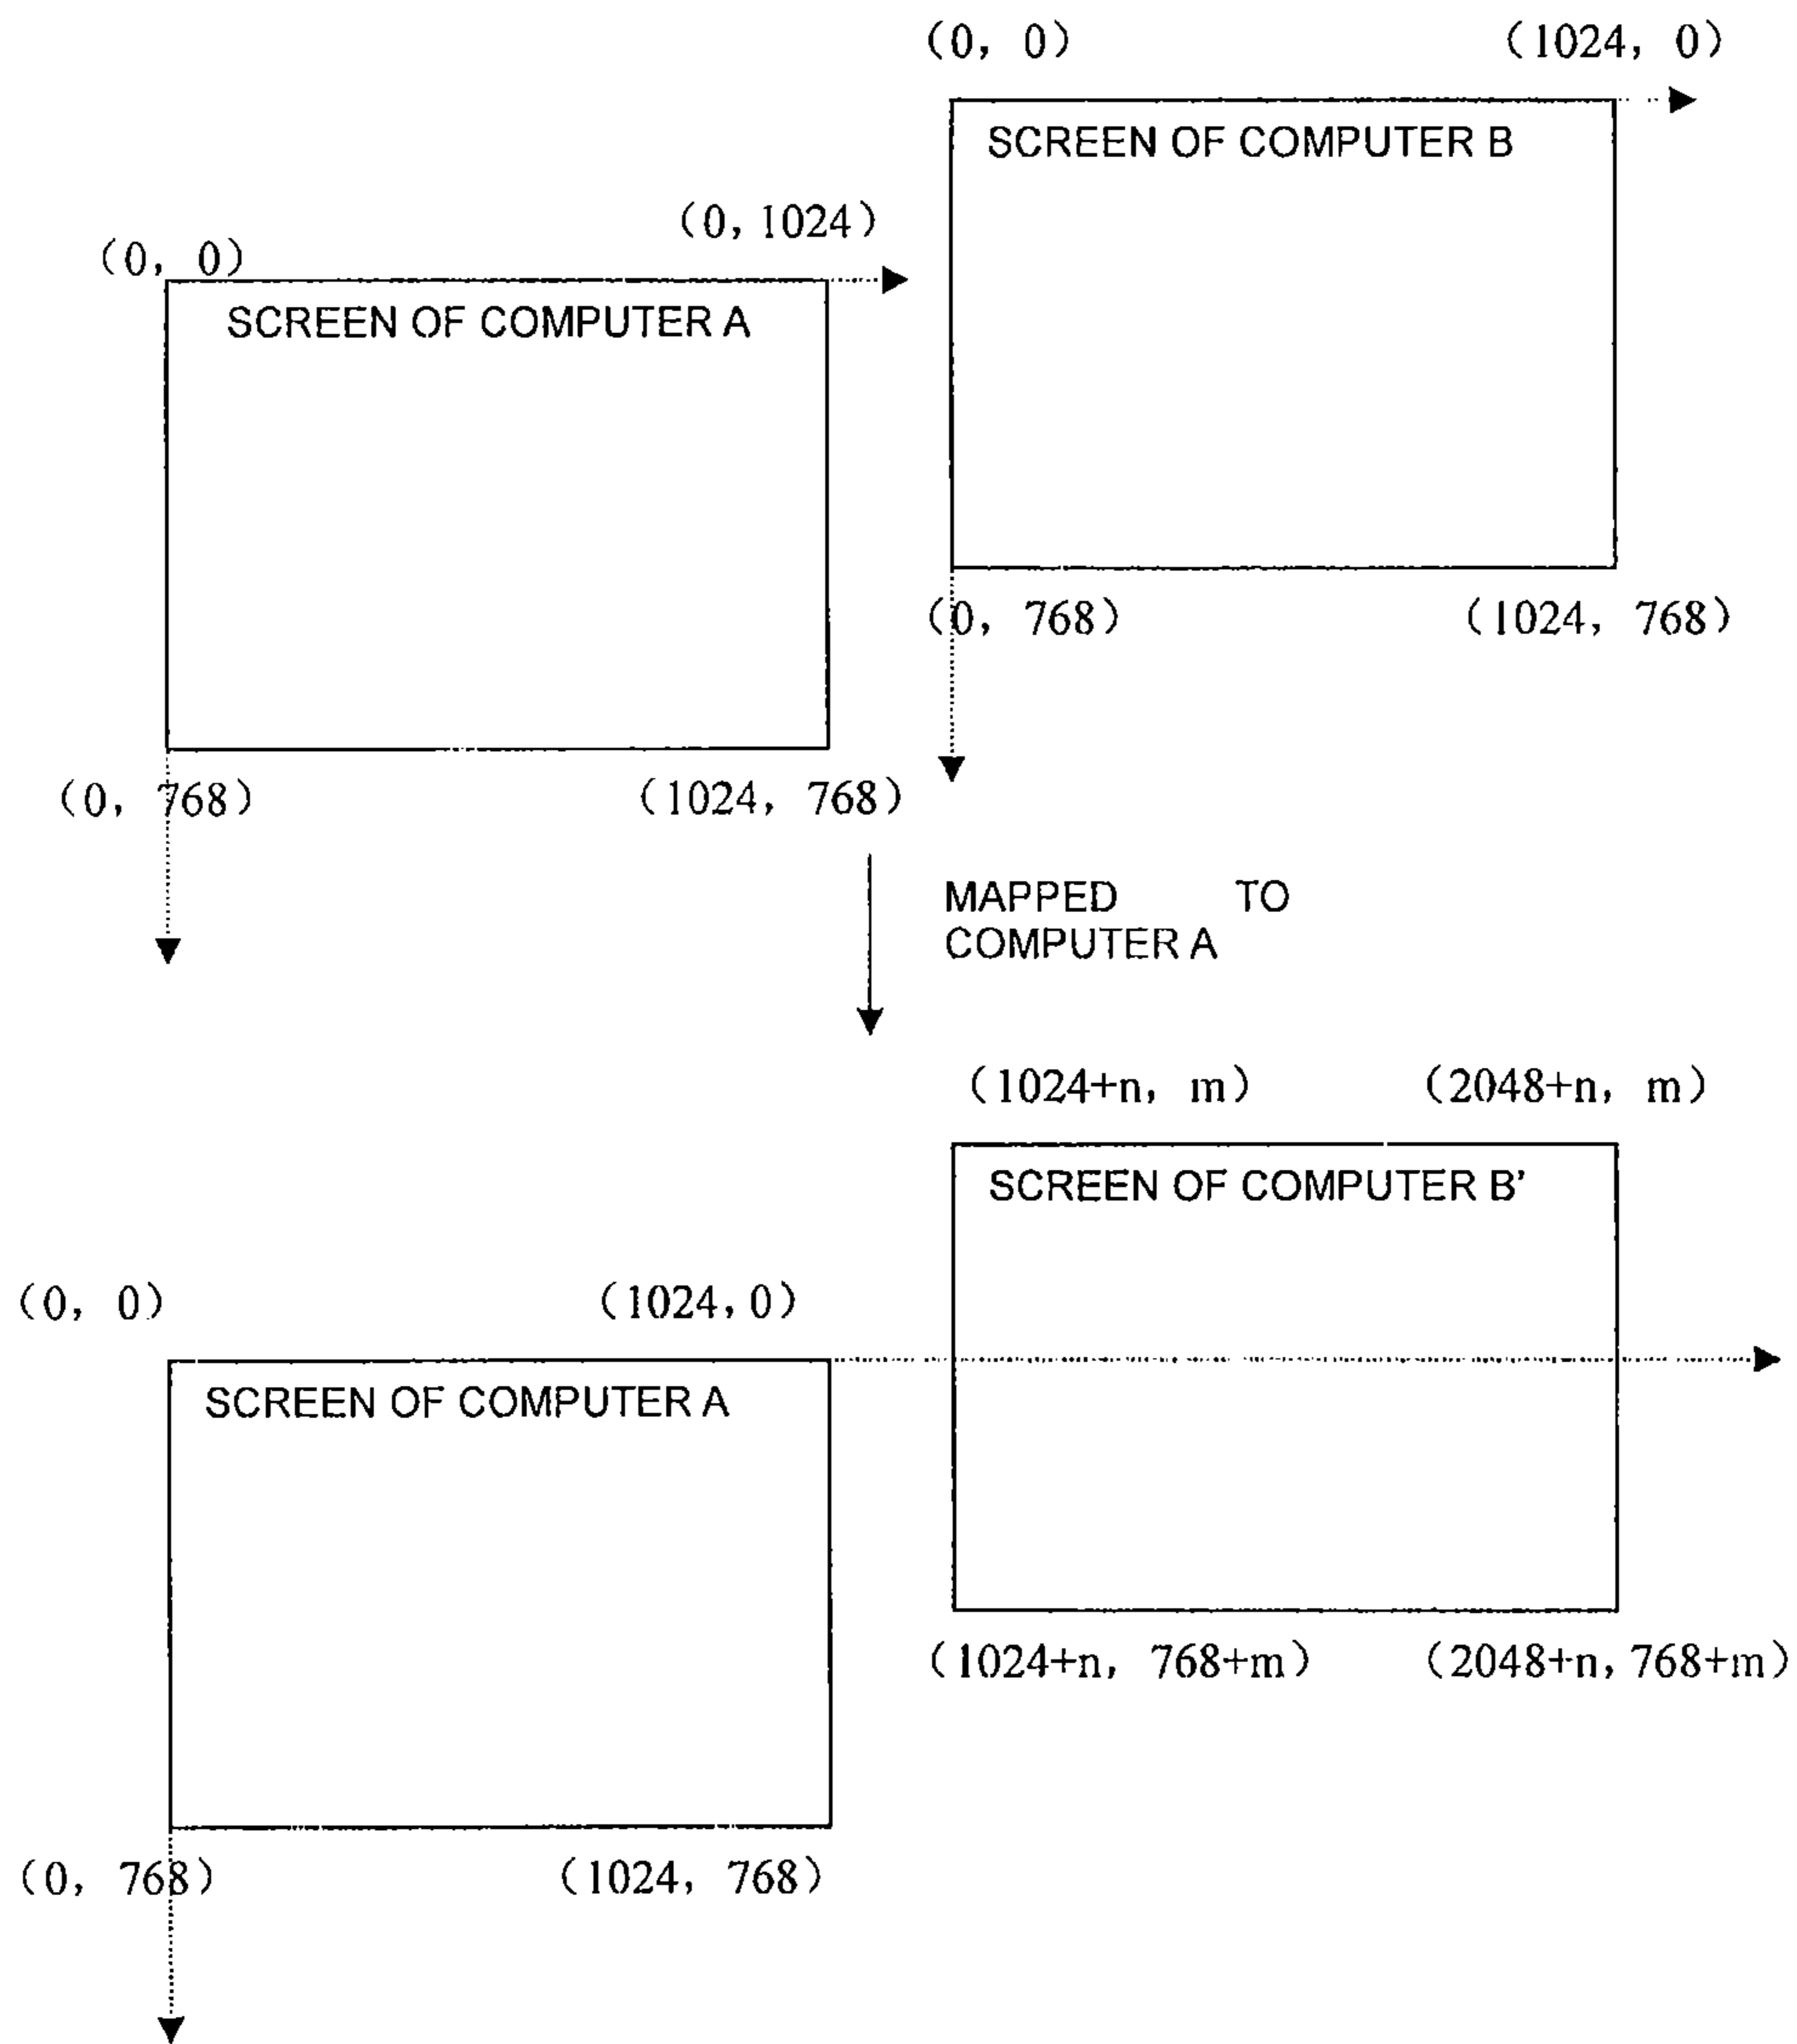 (0, 0) (1024, 0)
SCREEN OF COMPUTER B
(0, 1024)
(0, 0)
SCREEN OF COMPUTER A
(0, 768) (1024, 768)
(0, 768) (1024, 768)
MAPPED TO
COMPUTER A
(1024+n, m) (2048+n, m)
SCREEN OF COMPUTER B'
(0, 0) (1024, 0)
SCREEN OF COMPUTER A
(1024+n, 768+m) (2048+n, 768+m)
(0, 768) (1024, 768)